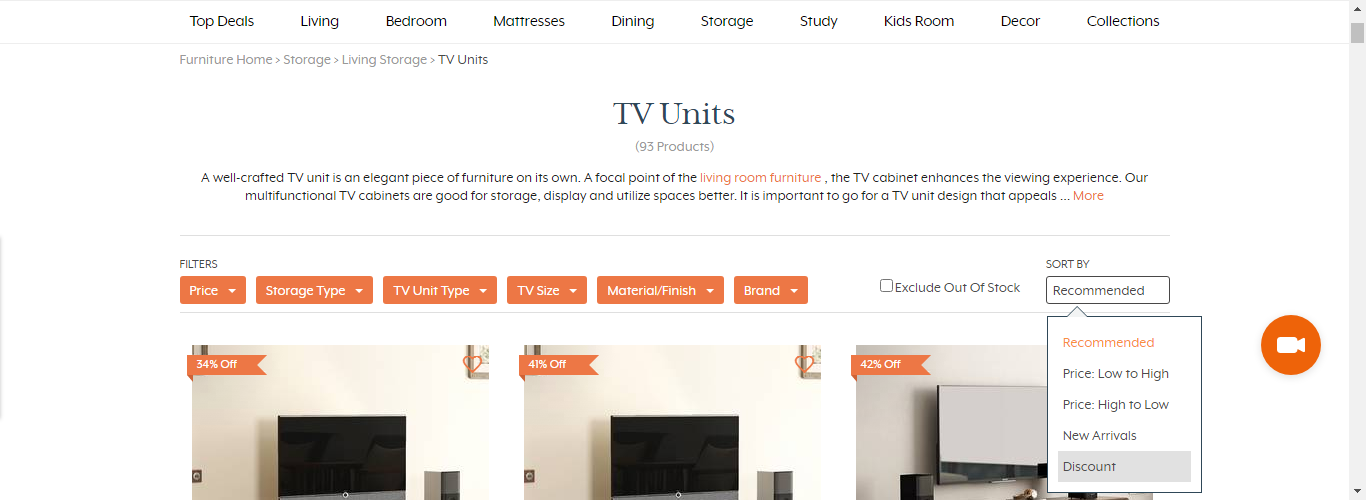 Top Deals Living Bedroom Mattresses Dining Storage Study Kids Room Decor Collections
Furniture Home > Storage > Living Storage > TV Units
TV Units
(93 Products)
A well-crafted TV unit is an elegant piece of furniture on its own. A focal point of the living room furniture , the TV cabinet enhances the viewing experience. Our
multifunctional TV cabinets are good for storage, display and utilize spaces better. It is important to go for a TV unit design that appeals ... More
FILTERS
SORT BY
Price Storage Type TV Unit Type TV Size Material/Finish Brand
Exclude Out Of Stock
Recommended
Recommended
Price: Low to High
Price: High to Low
New Arrivals
Discount
34% Off
41% Off
42% Off